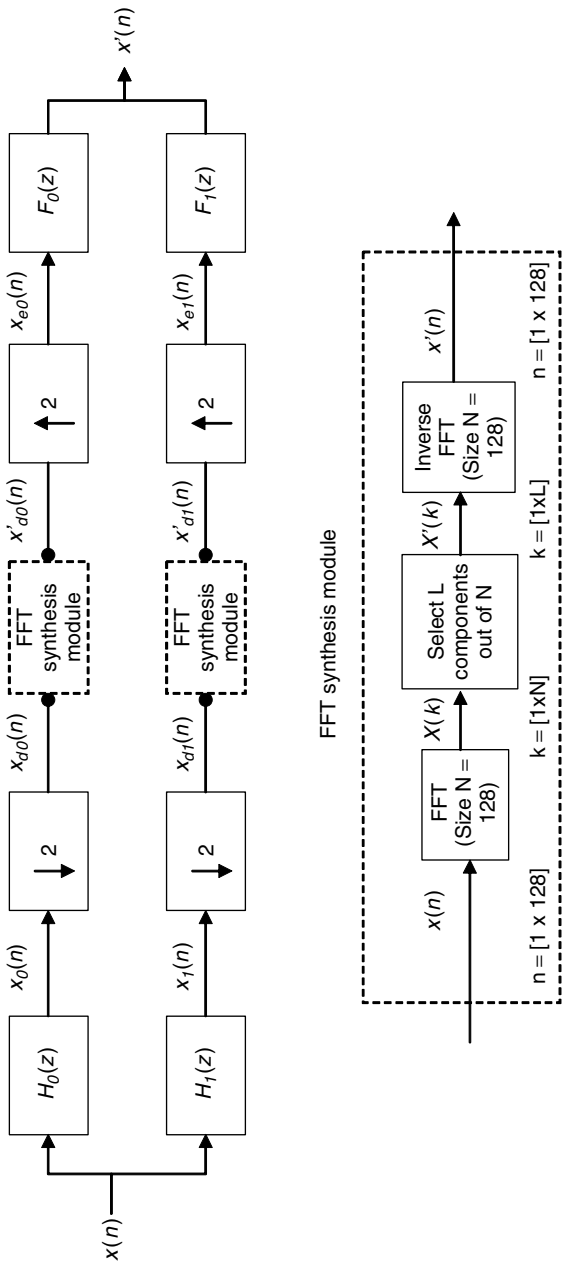 x(n)
H0(z)
x0(n)
2
xd0(n)
FFT
synthesis
module
x'd0(n)
2
xe0(n)
F0(z)
x'(n)
H1(z)
x1(n)
2
xd1(n)
FFT
synthesis
module
x'd1(n)
2
xe1(n)
F1(z)
FFT synthesis module
x(n)
FFT
(Size N =
128)
X(k)
Select L
components
out of N
X'(k)
Inverse
FFT
(Size N =
128)
x'(n)
n = [1 x 128]
k = [1xN]
k = [1xL]
n = [1 x 128]